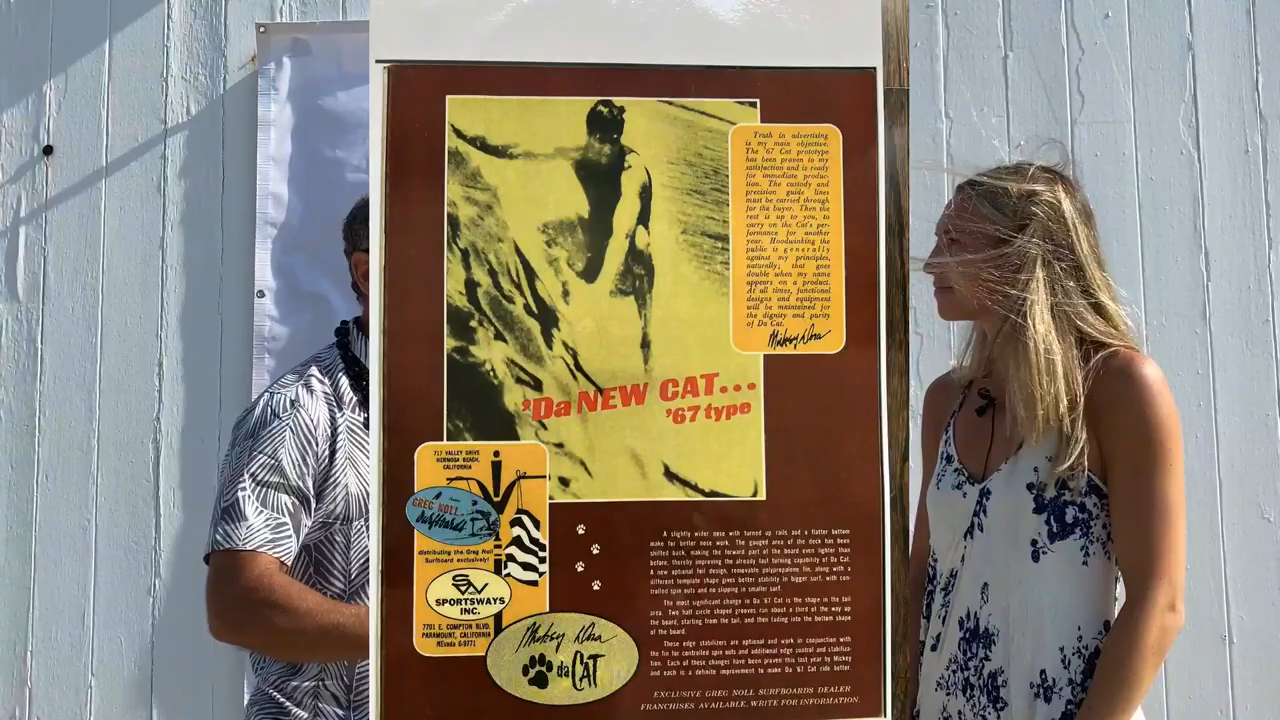 Truth in advertising
is my main objective.
The '67 Cat prototype
has been proven to my
satisfaction and is ready
for immediate produc-
tion. The custody and
precision guide lines
must be carried through
for the buyer. Then the
rest is up to you, to
carry on the Cat's per-
formance for another
year. Hoodwinking the
public is generally
against my principles,
naturally; that goes
double when my name
appears on a product.
At all times, functional
designs and equipment
will be maintained for
the dignity and purity
of Da Cat.
Mickey Dora
'Da NEW CAT...
'67 type
717 VALLEY DRIVE
HERMOSA BEACH,
CALIFORNIA
GREG NOLL
Surfboards
distributing the Greg Noll
Surfboard exclusively!
SW
SPORTSWAYS
INC.
7701 E. COMPTON BLVD.
PARAMOUNT, CALIFORNIA
NEvada 6-9771
Mickey Dora
da CAT
A slightly wider nose with turned up rails and a flatter bottom
make for better nose work. The gouged area of the deck has been
shifted back, making the forward part of the board even lighter than
before, thereby improving the already fast turning capability of Da Cat.
A new optional foil design, removable polypropylene fin, along with a
different template shape gives better stability in bigger surf, with con-
trolled spin outs and no slipping in smaller surf.
The most significant change in Da '67 Cat is the shape in the tail
area. Two half circle shaped grooves run about a third of the way up
the board, starting from the tail, and then fading into the bottom shape
of the board.
These edge stabilizers are optional and work in conjunction with
the fin for controlled spin outs and additional edge control and stabiliza-
tion. Each of these changes have been proven this last year by Mickey
and each is a definite improvement to make Da '67 Cat ride better.
EXCLUSIVE GREG NOLL SURFBOARDS DEALER
FRANCHISES AVAILABLE. WRITE FOR INFORMATION.